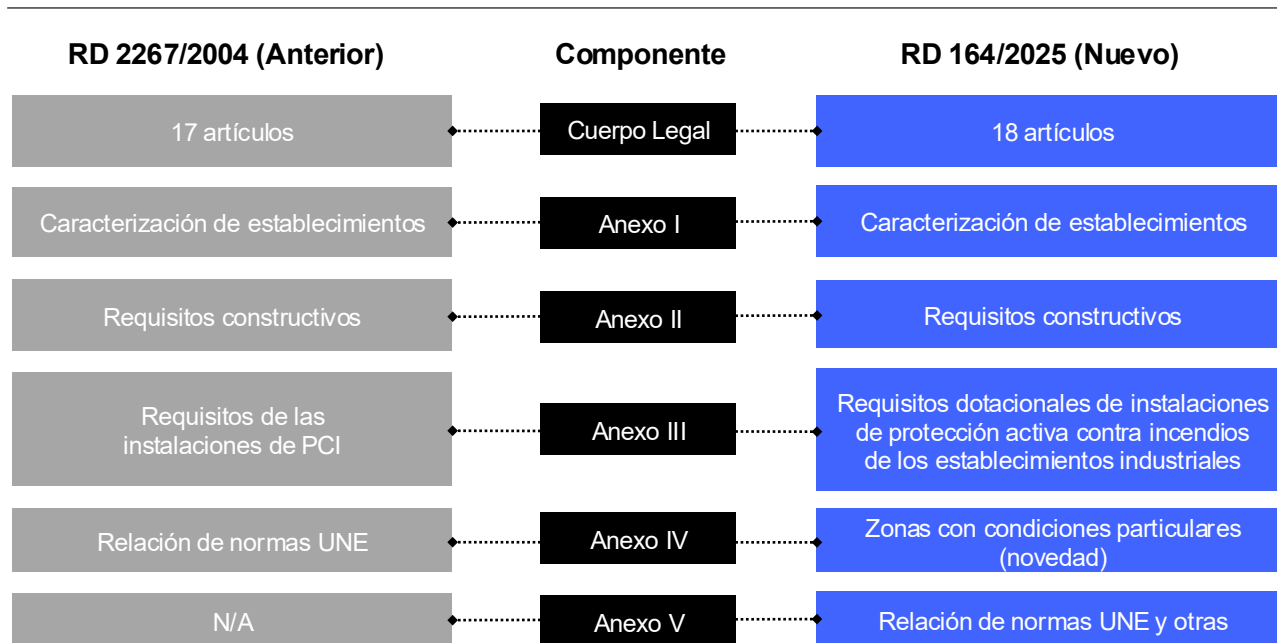 RD 2267/2004 (Anterior)
Componente
RD 164/2025 (Nuevo)
17 artículos
Cuerpo Legal
18 artículos
Caracterización de establecimientos
Anexo I
Caracterización de establecimientos
Requisitos constructivos
Anexo II
Requisitos constructivos
Requisitos de las
instalaciones de PCI
Anexo III
Requisitos dotacionales de instalaciones
de protección activa contra incendios
de los establecimientos industriales
Relación de normas UNE
Anexo IV
Zonas con condiciones particulares
(novedad)
N/A
Anexo V
Relación de normas UNE y otras